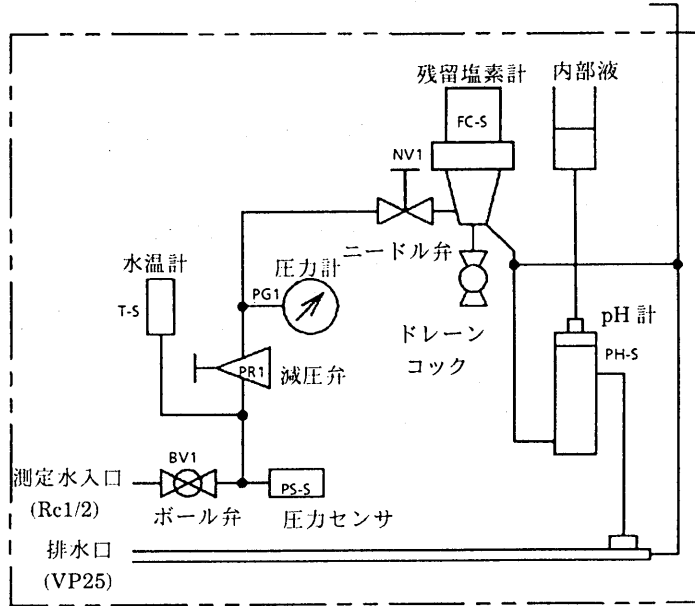 残留塩素計
内部液
FC-S
NV1
ニードル弁
水温計
圧力計
T-S
PG1
pH 計
ドレーン
コック
PH-S
PR1
減圧弁
BV1
測定水入口
(Rc1/2)
PS-S
ボール弁
圧力センサ
排水口
(VP25)